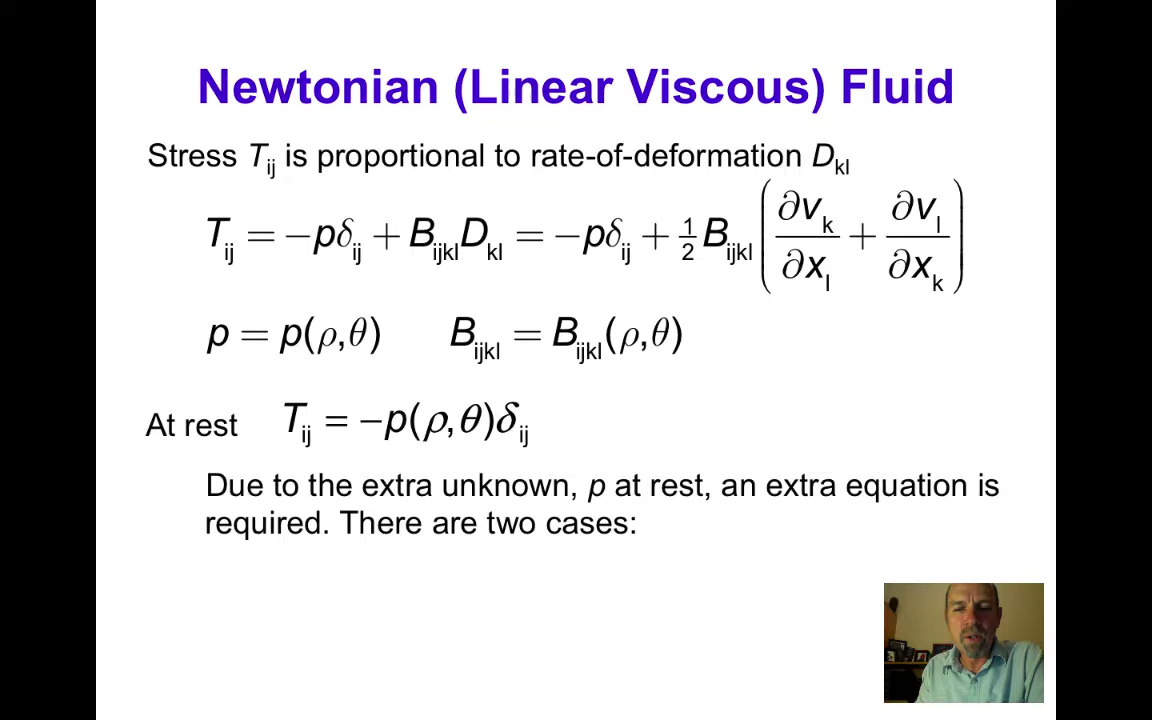 Newtonian (Linear Viscous) Fluid
Stress T_ij is proportional to rate-of-deformation D_kl
T_ij = −pδ_ij + B_ijkl D_kl = −pδ_ij + ½ B_ijkl (∂v_k/∂x_l + ∂v_l/∂x_k)
p = p(ρ,θ) B_ijkl = B_ijkl(ρ,θ)
At rest T_ij = −p(ρ,θ)δ_ij
Due to the extra unknown, p at rest, an extra equation is
required. There are two cases: